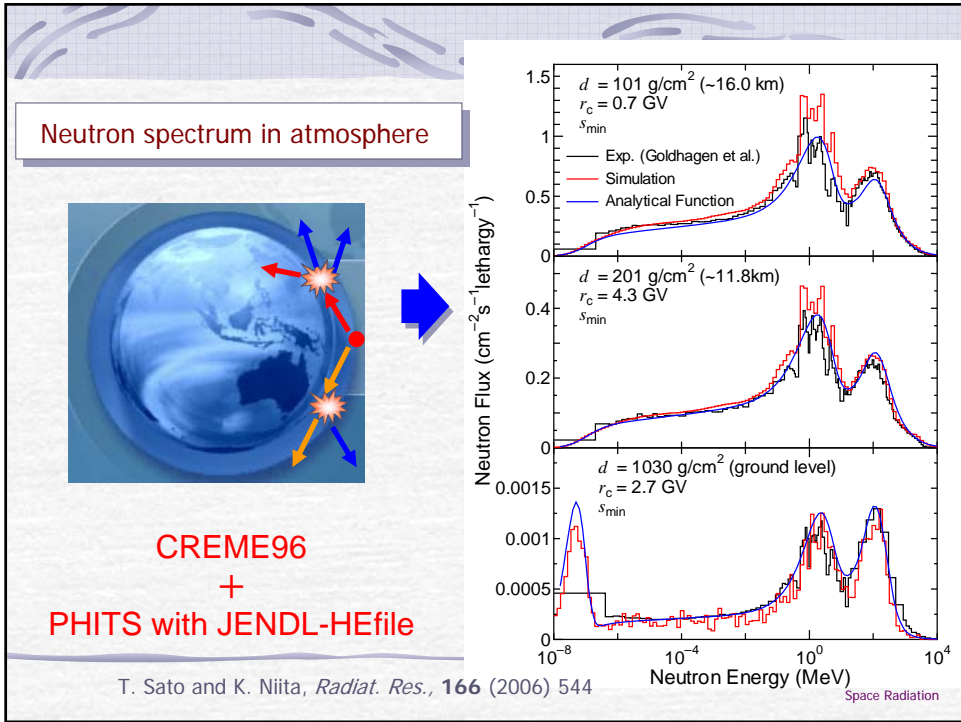 Neutron spectrum in atmosphere
CREME96
+
PHITS with JENDL-HEfile
Neutron Flux (cm⁻²s⁻¹lethargy⁻¹)
1.5
1
0.5
0
d = 101 g/cm² (~16.0 km)
rc = 0.7 GV
smin
Exp. (Goldhagen et al.)
Simulation
Analytical Function
0.4
0.2
0
d = 201 g/cm² (~11.8km)
rc = 4.3 GV
smin
0.0015
0.001
0.0005
0
d = 1030 g/cm² (ground level)
rc = 2.7 GV
smin
10⁻⁸ 10⁻⁴ 10⁰ 10⁴
Neutron Energy (MeV)
T. Sato and K. Niita, Radiat. Res., 166 (2006) 544
Space Radiation